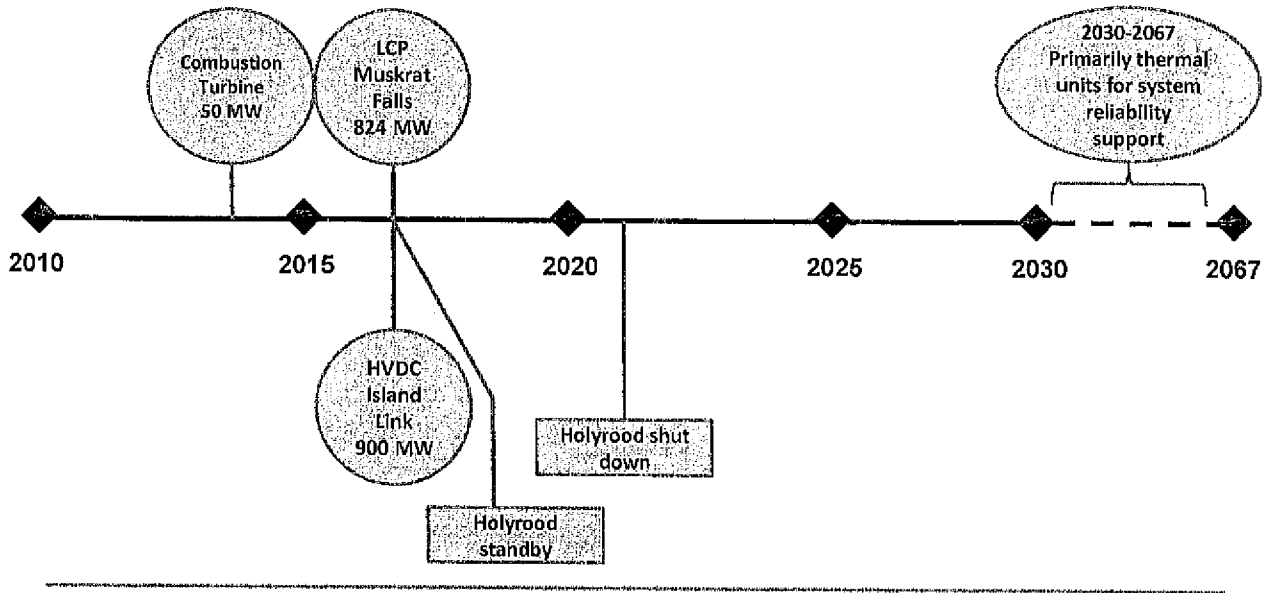 Combustion
Turbine
50 MW
LCP
Muskrat
Falls
824 MW
2030-2067
Primarily thermal
units for system
reliability
support
2010
2015
2020
2025
2030
2067
HVDC
Island
Link
900 MW
Holyrood shut
down
Holyrood
standby